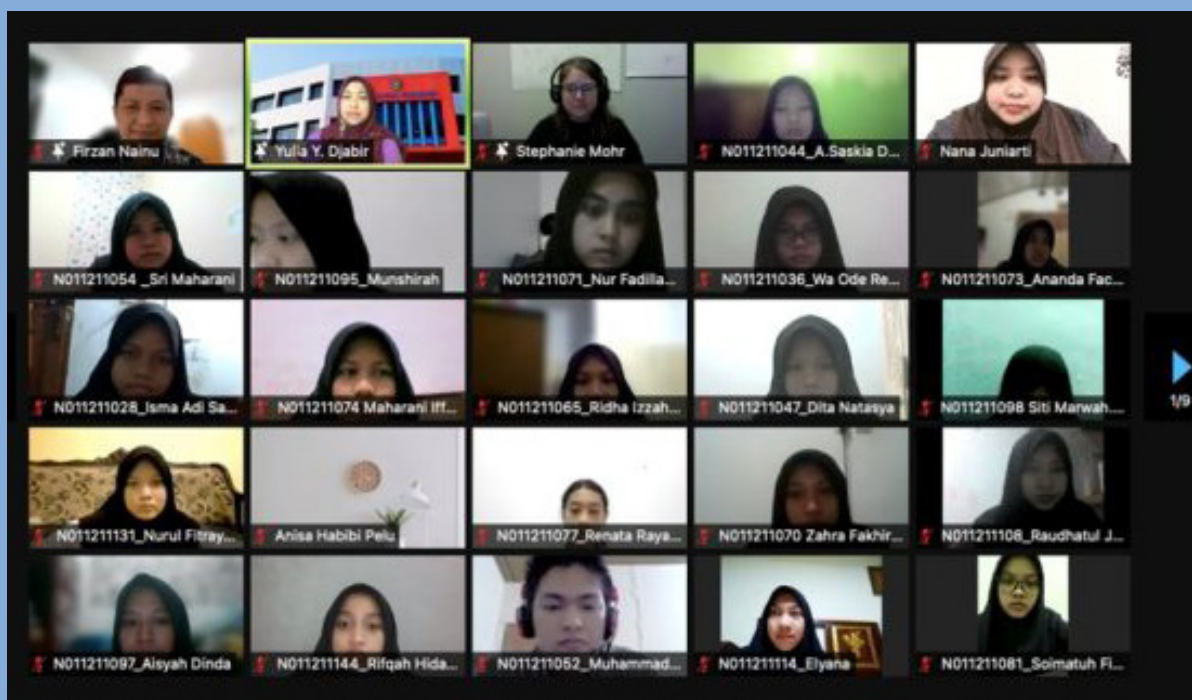 Firzan Nainu
Yulia Y. Djabir
Stephanie Mohr
N011211044_A.Saskia D...
Nana Juniarti
N011211054 _Sri Maharani
N011211095_Munshirah
N011211071_Nur Fadilla...
N011211036_Wa Ode Re...
N011211073_Ananda Fac...
N011211028_Isma Adi Sa...
N011211074 Maharani Iff...
N011211065_Ridha Izzah...
N011211047_Dita Natasya
N011211098 Siti Marwah...
N011211131_Nurul Fitray...
Anisa Habibi Pelu
N011211077_Renata Raya...
N011211070 Zahra Fakhir...
N011211108_Raudhatul J...
N011211097_Aisyah Dinda
N011211144_Rifqah Hida...
N011211052_Muhammad...
N011211114_Elyana
N011211081_Soimatuh Fi...
1/9